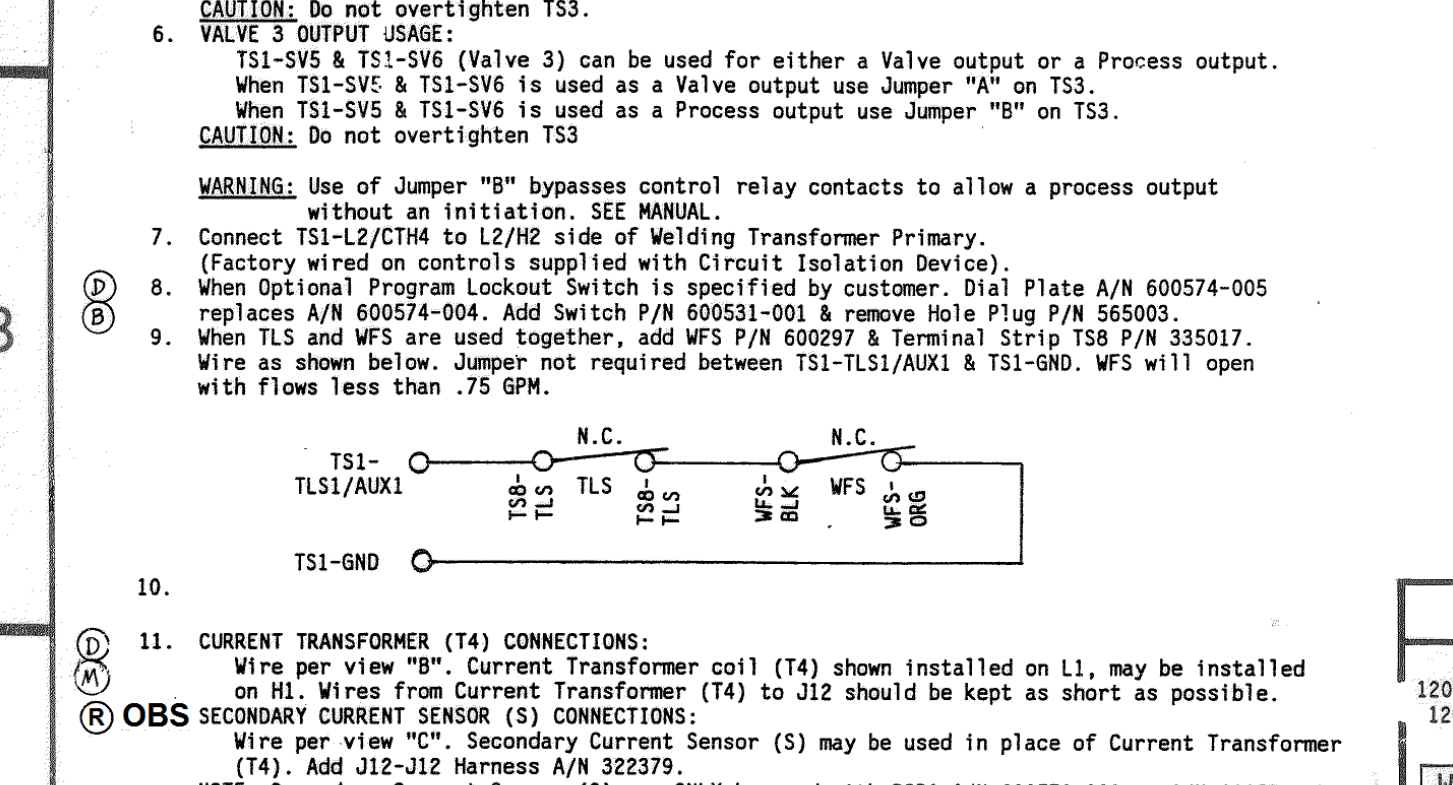 CAUTION: Do not overtighten TS3.
6. VALVE 3 OUTPUT USAGE:
TS1-SV5 & TS1-SV6 (Valve 3) can be used for either a Valve output or a Process output.
When TS1-SV5 & TS1-SV6 is used as a Valve output use Jumper "A" on TS3.
When TS1-SV5 & TS1-SV6 is used as a Process output use Jumper "B" on TS3.
CAUTION: Do not overtighten TS3
WARNING: Use of Jumper "B" bypasses control relay contacts to allow a process output
without an initiation. SEE MANUAL.
7. Connect TS1-L2/CTH4 to L2/H2 side of Welding Transformer Primary.
(Factory wired on controls supplied with Circuit Isolation Device).
D 8. When Optional Program Lockout Switch is specified by customer. Dial Plate A/N 600574-005
B replaces A/N 600574-004. Add Switch P/N 600531-001 & remove Hole Plug P/N 565003.
9. When TLS and WFS are used together, add WFS P/N 600297 & Terminal Strip TS8 P/N 335017.
Wire as shown below. Jumper not required between TS1-TLS1/AUX1 & TS1-GND. WFS will open
with flows less than .75 GPM.
N.C. N.C.
TS1-
TLS1/AUX1
TS8-
TLS
TLS
TS8-
TLS
WFS-
BLK
WFS
WFS-
ORG
TS1-GND
10.
D 11. CURRENT TRANSFORMER (T4) CONNECTIONS:
M Wire per view "B". Current Transformer coil (T4) shown installed on L1, may be installed
on H1. Wires from Current Transformer (T4) to J12 should be kept as short as possible.
R OBS SECONDARY CURRENT SENSOR (S) CONNECTIONS:
Wire per view "C". Secondary Current Sensor (S) may be used in place of Current Transformer
(T4). Add J12-J12 Harness A/N 322379.
120
12